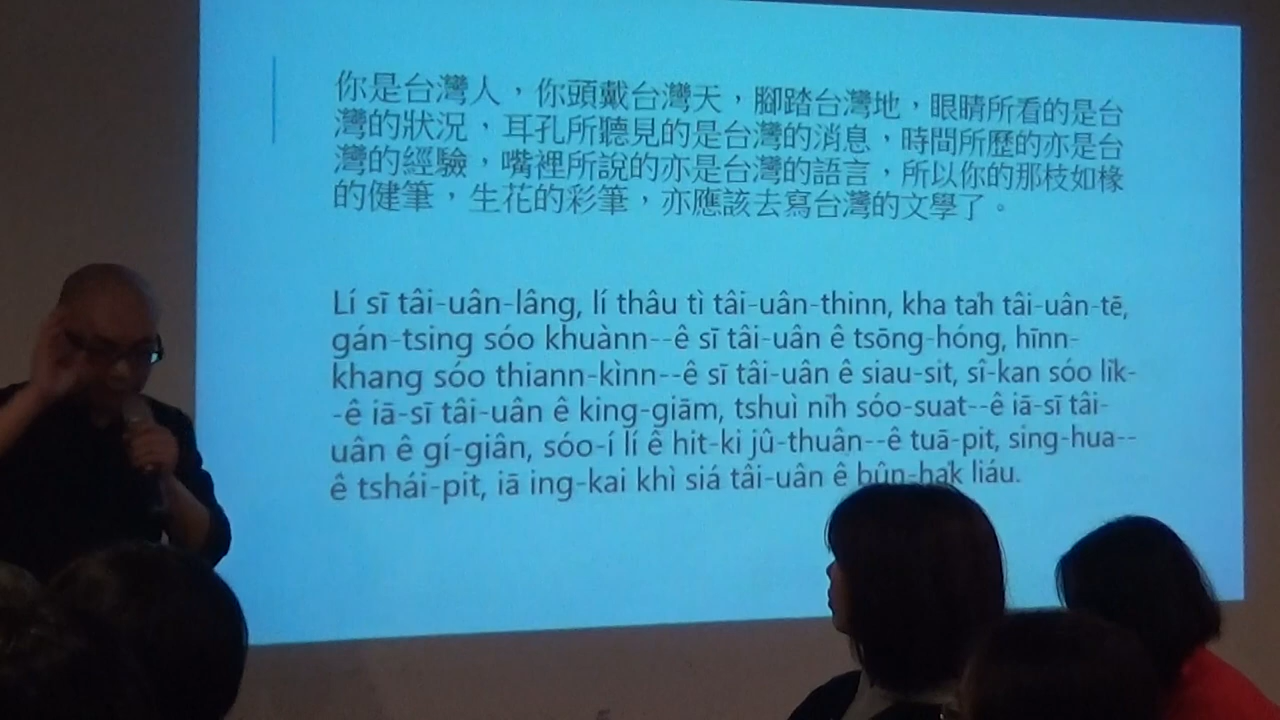 你是台灣人，你頭戴台灣天，腳踏台灣地，眼睛所看的是台
灣的狀況，耳孔所聽見的是台灣的消息，時間所歷的亦是台
灣的經驗，嘴裡所說的亦是台灣的語言，所以你的那枝如椽
的健筆，生花的彩筆，亦應該去寫台灣的文學了。
Lí sī tâi-uân-lâng, lí thâu tì tâi-uân-thinn, kha ta̍h tâi-uân-tē,
gán-tsing sóo khuànn--ê sī tâi-uân ê tsōng-hóng, hīnn-
khang sóo thiann-kìnn--ê sī tâi-uân ê siau-sit, sî-kan sóo li̍k-
-ê iā-sī tâi-uân ê king-giām, tshuì ni̍h sóo-suat--ê iā-sī tâi-
uân ê gí-giân, sóo-í lí ê hit-ki jû-thuân--ê tuā-pit, sing-hua--
ê tshái-pit, iā ing-kai khì siá tâi-uân ê bûn-ha̍k liáu.